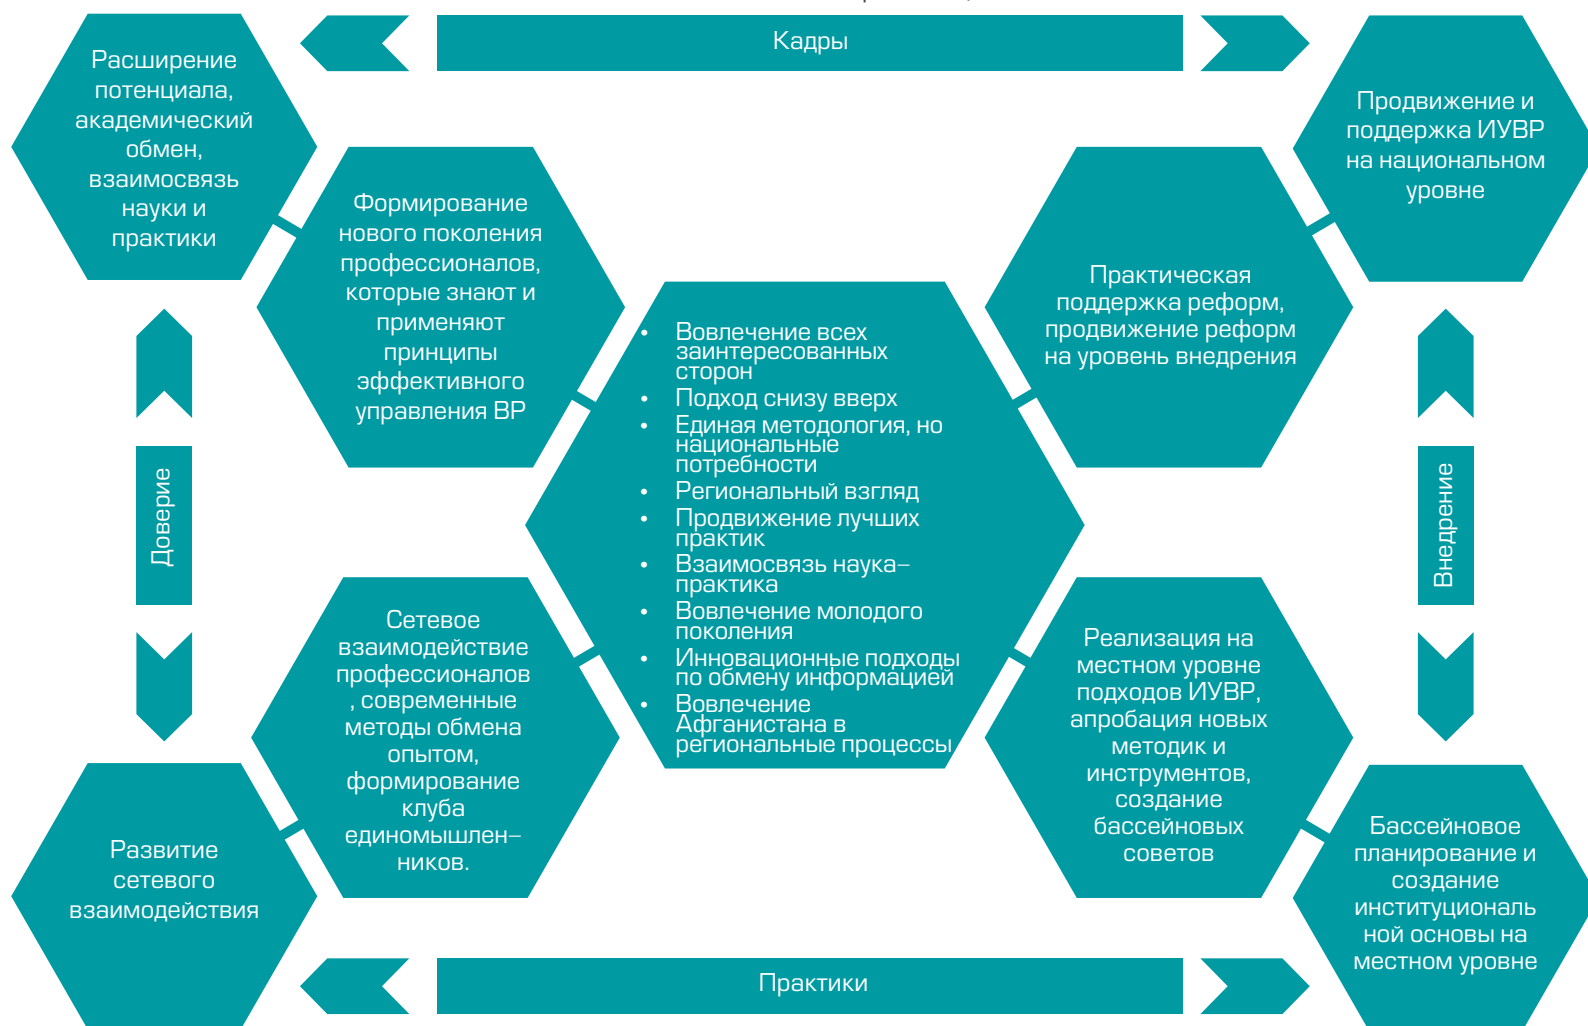 Кадры
Расширение
потенциала,
академический
обмен,
взаимосвязь
науки и
практики
Продвижение и
поддержка ИУВР
на национальном
уровне
Формирование
нового поколения
профессионалов,
которые знают и
применяют
принципы
эффективного
управления ВР
Практическая
поддержка реформ,
продвижение реформ
на уровень внедрения
• Вовлечение всех
заинтересованных
сторон
• Подход снизу вверх
• Единая методология, но
национальные
потребности
• Региональный взгляд
• Продвижение лучших
практик
• Взаимосвязь наука–
практика
• Вовлечение молодого
поколения
• Инновационные подходы
по обмену информацией
• Вовлечение
Афганистана в
региональные процессы
Доверие
Внедрение
Сетевое
взаимодействие
профессионалов
, современные
методы обмена
опытом,
формирование
клуба
единомышлен–
ников.
Реализация на
местном уровне
подходов ИУВР,
апробация новых
методик и
инструментов,
создание
бассейновых
советов
Развитие
сетевого
взаимодействия
Бассейновое
планирование и
создание
институциональ
ной основы на
местном уровне
Практики